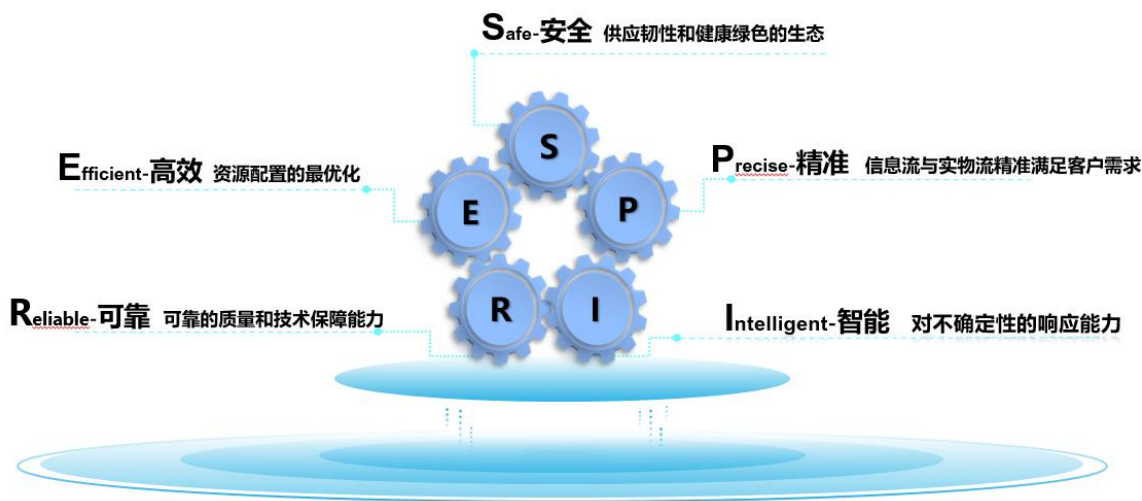 Safe-安全 供应韧性和健康绿色的生态
Efficient-高效 资源配置的最优化
Precise-精准 信息流与实物流精准满足客户需求
Reliable-可靠 可靠的质量和技术保障能力
Intelligent-智能 对不确定性的响应能力
S
E
P
R
I